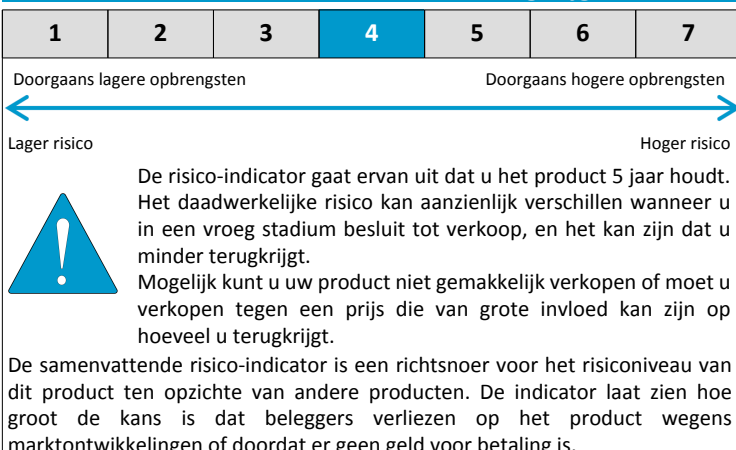 1 2 3 4 5 6 7
Doorgaans lagere opbrengsten Doorgaans hogere opbrengsten
Lager risico Hoger risico
De risico-indicator gaat ervan uit dat u het product 5 jaar houdt.
Het daadwerkelijke risico kan aanzienlijk verschillen wanneer u
in een vroeg stadium besluit tot verkoop, en het kan zijn dat u
minder terugkrijgt.
Mogelijk kunt u uw product niet gemakkelijk verkopen of moet u
verkopen tegen een prijs die van grote invloed kan zijn op
hoeveel u terugkrijgt.
De samenvattende risico-indicator is een richtsnoer voor het risiconiveau van
dit product ten opzichte van andere producten. De indicator laat zien hoe
groot de kans is dat beleggers verliezen op het product wegens
marktontwikkelingen of doordat er geen geld voor betaling is.